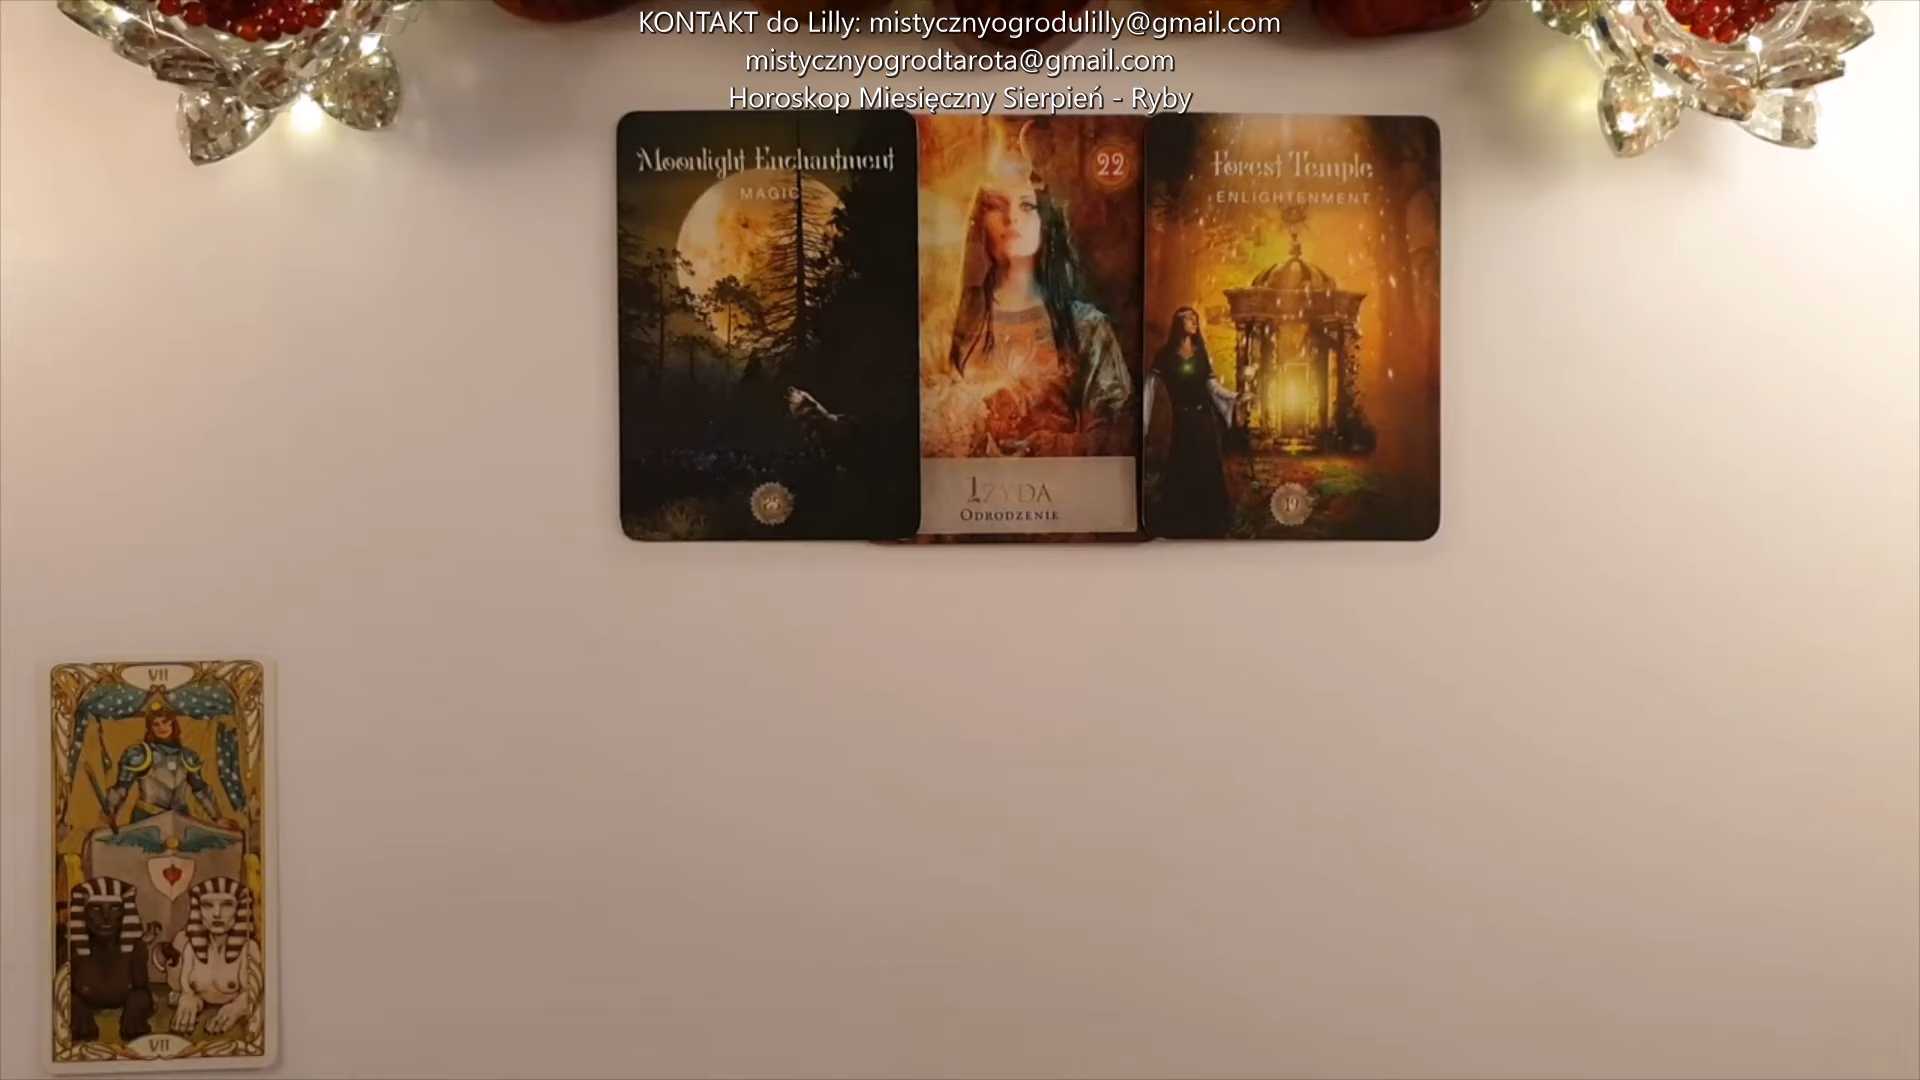 KONTAKT do Lilly: mistycznyogrodulilly@gmail.com
mistycznyogrodtarota@gmail.com
Horoskop Miesięczny Sierpień - Ryby
Moonlight Enchantment
MAGIC
22
Forest Temple
ENLIGHTENMENT
IZYDA
ODRODZENIE
19
VII
VII